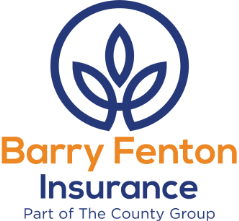 Barry Fenton
Insurance
Part of The County Group